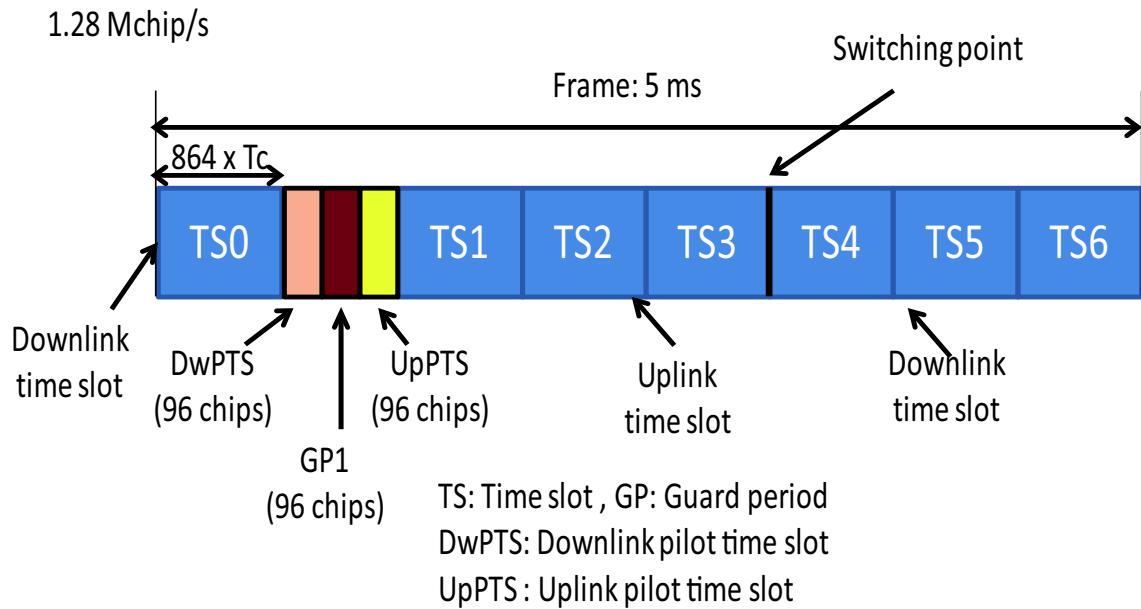 1.28 Mchip/s
Switching point
Frame: 5 ms
864 x Tc
TS0 TS1 TS2 TS3 TS4 TS5 TS6
Downlink
time slot
DwPTS
(96 chips)
UpPTS
(96 chips)
Uplink
time slot
Downlink
time slot
GP1
(96 chips)
TS: Time slot , GP: Guard period
DwPTS: Downlink pilot time slot
UpPTS : Uplink pilot time slot